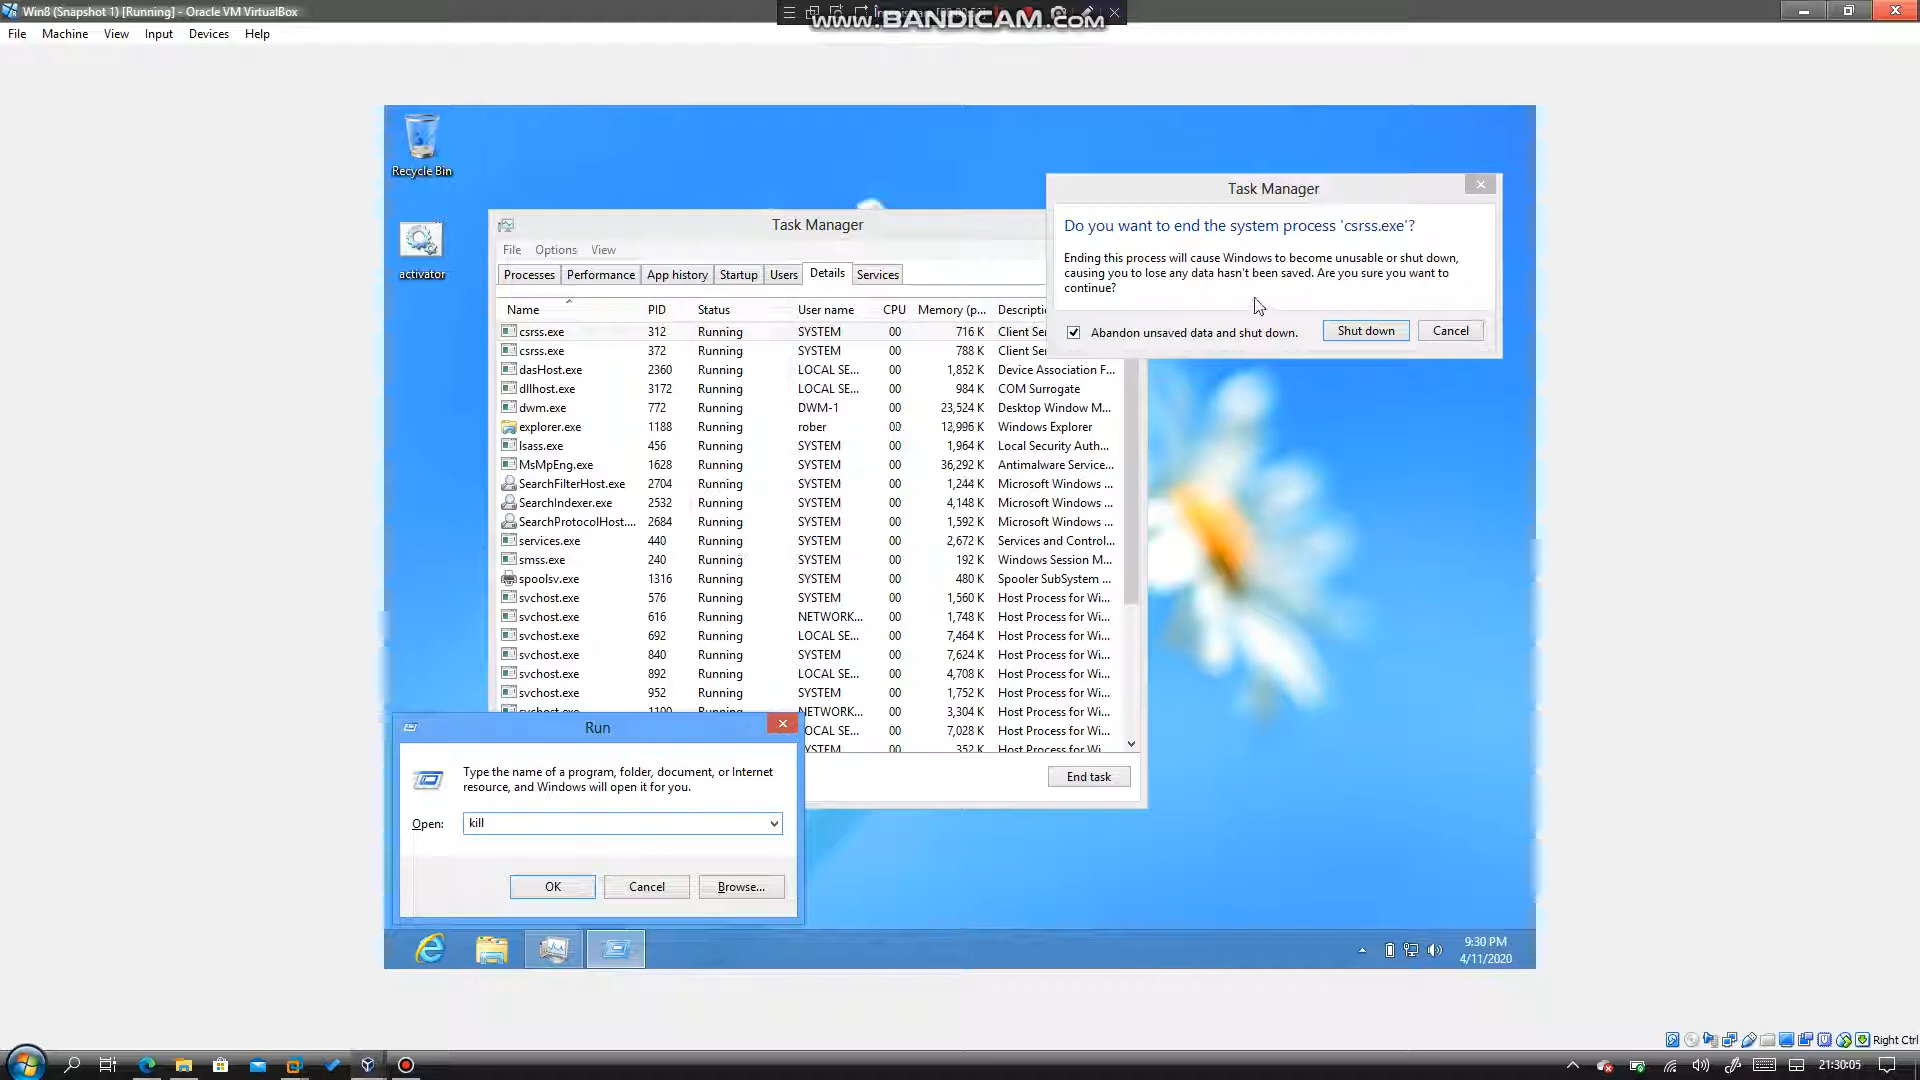 Win8 (Snapshot 1) [Running] - Oracle VM VirtualBox
www.BANDICAM.com
File Machine View Input Devices Help
Recycle Bin
activator
Task Manager
File Options View
Processes Performance App history Startup Users Details Services
Name PID Status User name CPU Memory (p... Descripti
csrss.exe 312 Running SYSTEM 00 716 K Client Se
csrss.exe 372 Running SYSTEM 00 788 K Client Se
dasHost.exe 2360 Running LOCAL SE... 00 1,852 K Device Association F...
dllhost.exe 3172 Running LOCAL SE... 00 984 K COM Surrogate
dwm.exe 772 Running DWM-1 00 23,524 K Desktop Window M...
explorer.exe 1188 Running rober 00 12,996 K Windows Explorer
lsass.exe 456 Running SYSTEM 00 1,964 K Local Security Auth...
MsMpEng.exe 1628 Running SYSTEM 00 36,292 K Antimalware Service...
SearchFilterHost.exe 2704 Running SYSTEM 00 1,244 K Microsoft Windows ...
SearchIndexer.exe 2532 Running SYSTEM 00 4,148 K Microsoft Windows ...
SearchProtocolHost.... 2684 Running SYSTEM 00 1,592 K Microsoft Windows ...
services.exe 440 Running SYSTEM 00 2,672 K Services and Control...
smss.exe 240 Running SYSTEM 00 192 K Windows Session M...
spoolsv.exe 1316 Running SYSTEM 00 480 K Spooler SubSystem ...
svchost.exe 576 Running SYSTEM 00 1,560 K Host Process for Wi...
svchost.exe 616 Running NETWORK... 00 1,748 K Host Process for Wi...
svchost.exe 692 Running LOCAL SE... 00 7,464 K Host Process for Wi...
svchost.exe 840 Running SYSTEM 00 7,624 K Host Process for Wi...
svchost.exe 892 Running LOCAL SE... 00 4,708 K Host Process for Wi...
svchost.exe 952 Running SYSTEM 00 1,752 K Host Process for Wi...
svchost.exe 1100 Running NETWORK... 00 3,304 K Host Process for Wi...
OCAL SE... 00 7,028 K Host Process for Wi...
YSTEM 00 352 K Host Process for Wi...
End task
Task Manager
Do you want to end the system process 'csrss.exe'?
Ending this process will cause Windows to become unusable or shut down,
causing you to lose any data hasn't been saved. Are you sure you want to
continue?
Abandon unsaved data and shut down. Shut down Cancel
Run
Type the name of a program, folder, document, or Internet
resource, and Windows will open it for you.
Open: kill
OK Cancel Browse...
9:30 PM
4/11/2020
Right Ctrl
21:30:05